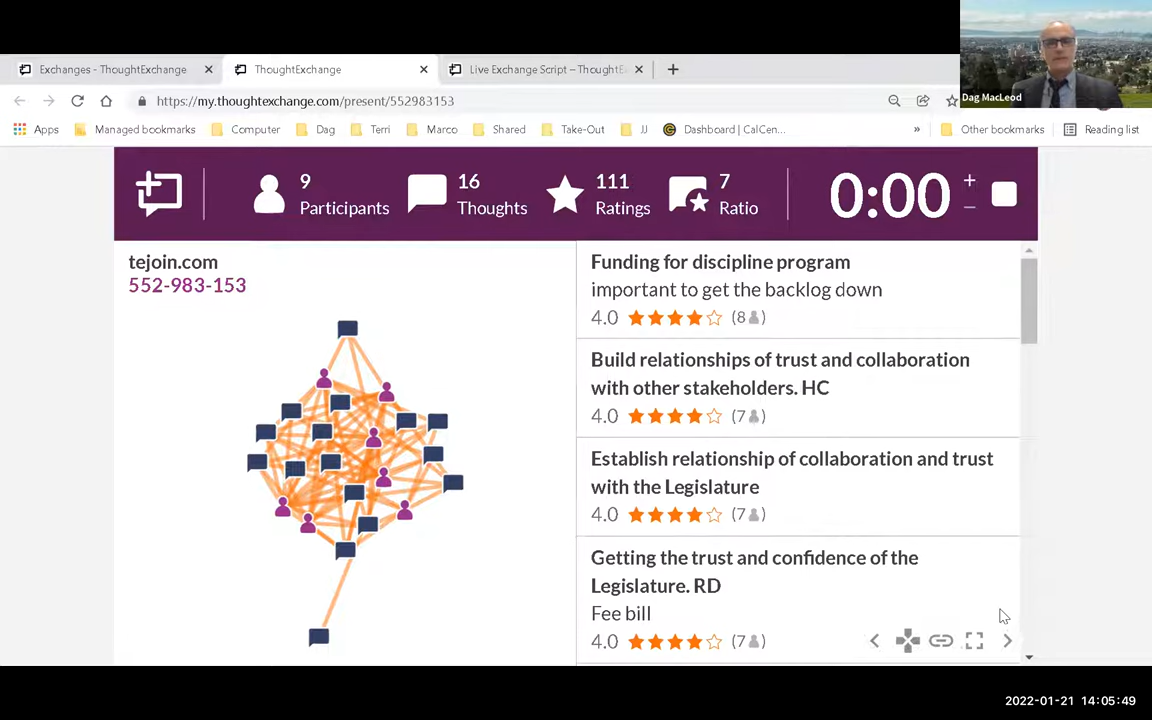 Exchanges - ThoughtExchange
ThoughtExchange
Live Exchange Script – ThoughtEx
https://my.thoughtexchange.com/present/552983153
Dag MacLeod
Apps
Managed bookmarks
Computer
Dag
Terri
Marco
Shared
Take-Out
JJ
Dashboard | CalCen...
»
Other bookmarks
Reading list
9
Participants
16
Thoughts
111
Ratings
7
Ratio
0:00
tejoin.com
552-983-153
Funding for discipline program
important to get the backlog down
4.0 (8)
Build relationships of trust and collaboration
with other stakeholders. HC
4.0 (7)
Establish relationship of collaboration and trust
with the Legislature
4.0 (7)
Getting the trust and confidence of the
Legislature. RD
Fee bill
4.0 (7)
2022-01-21 14:05:49